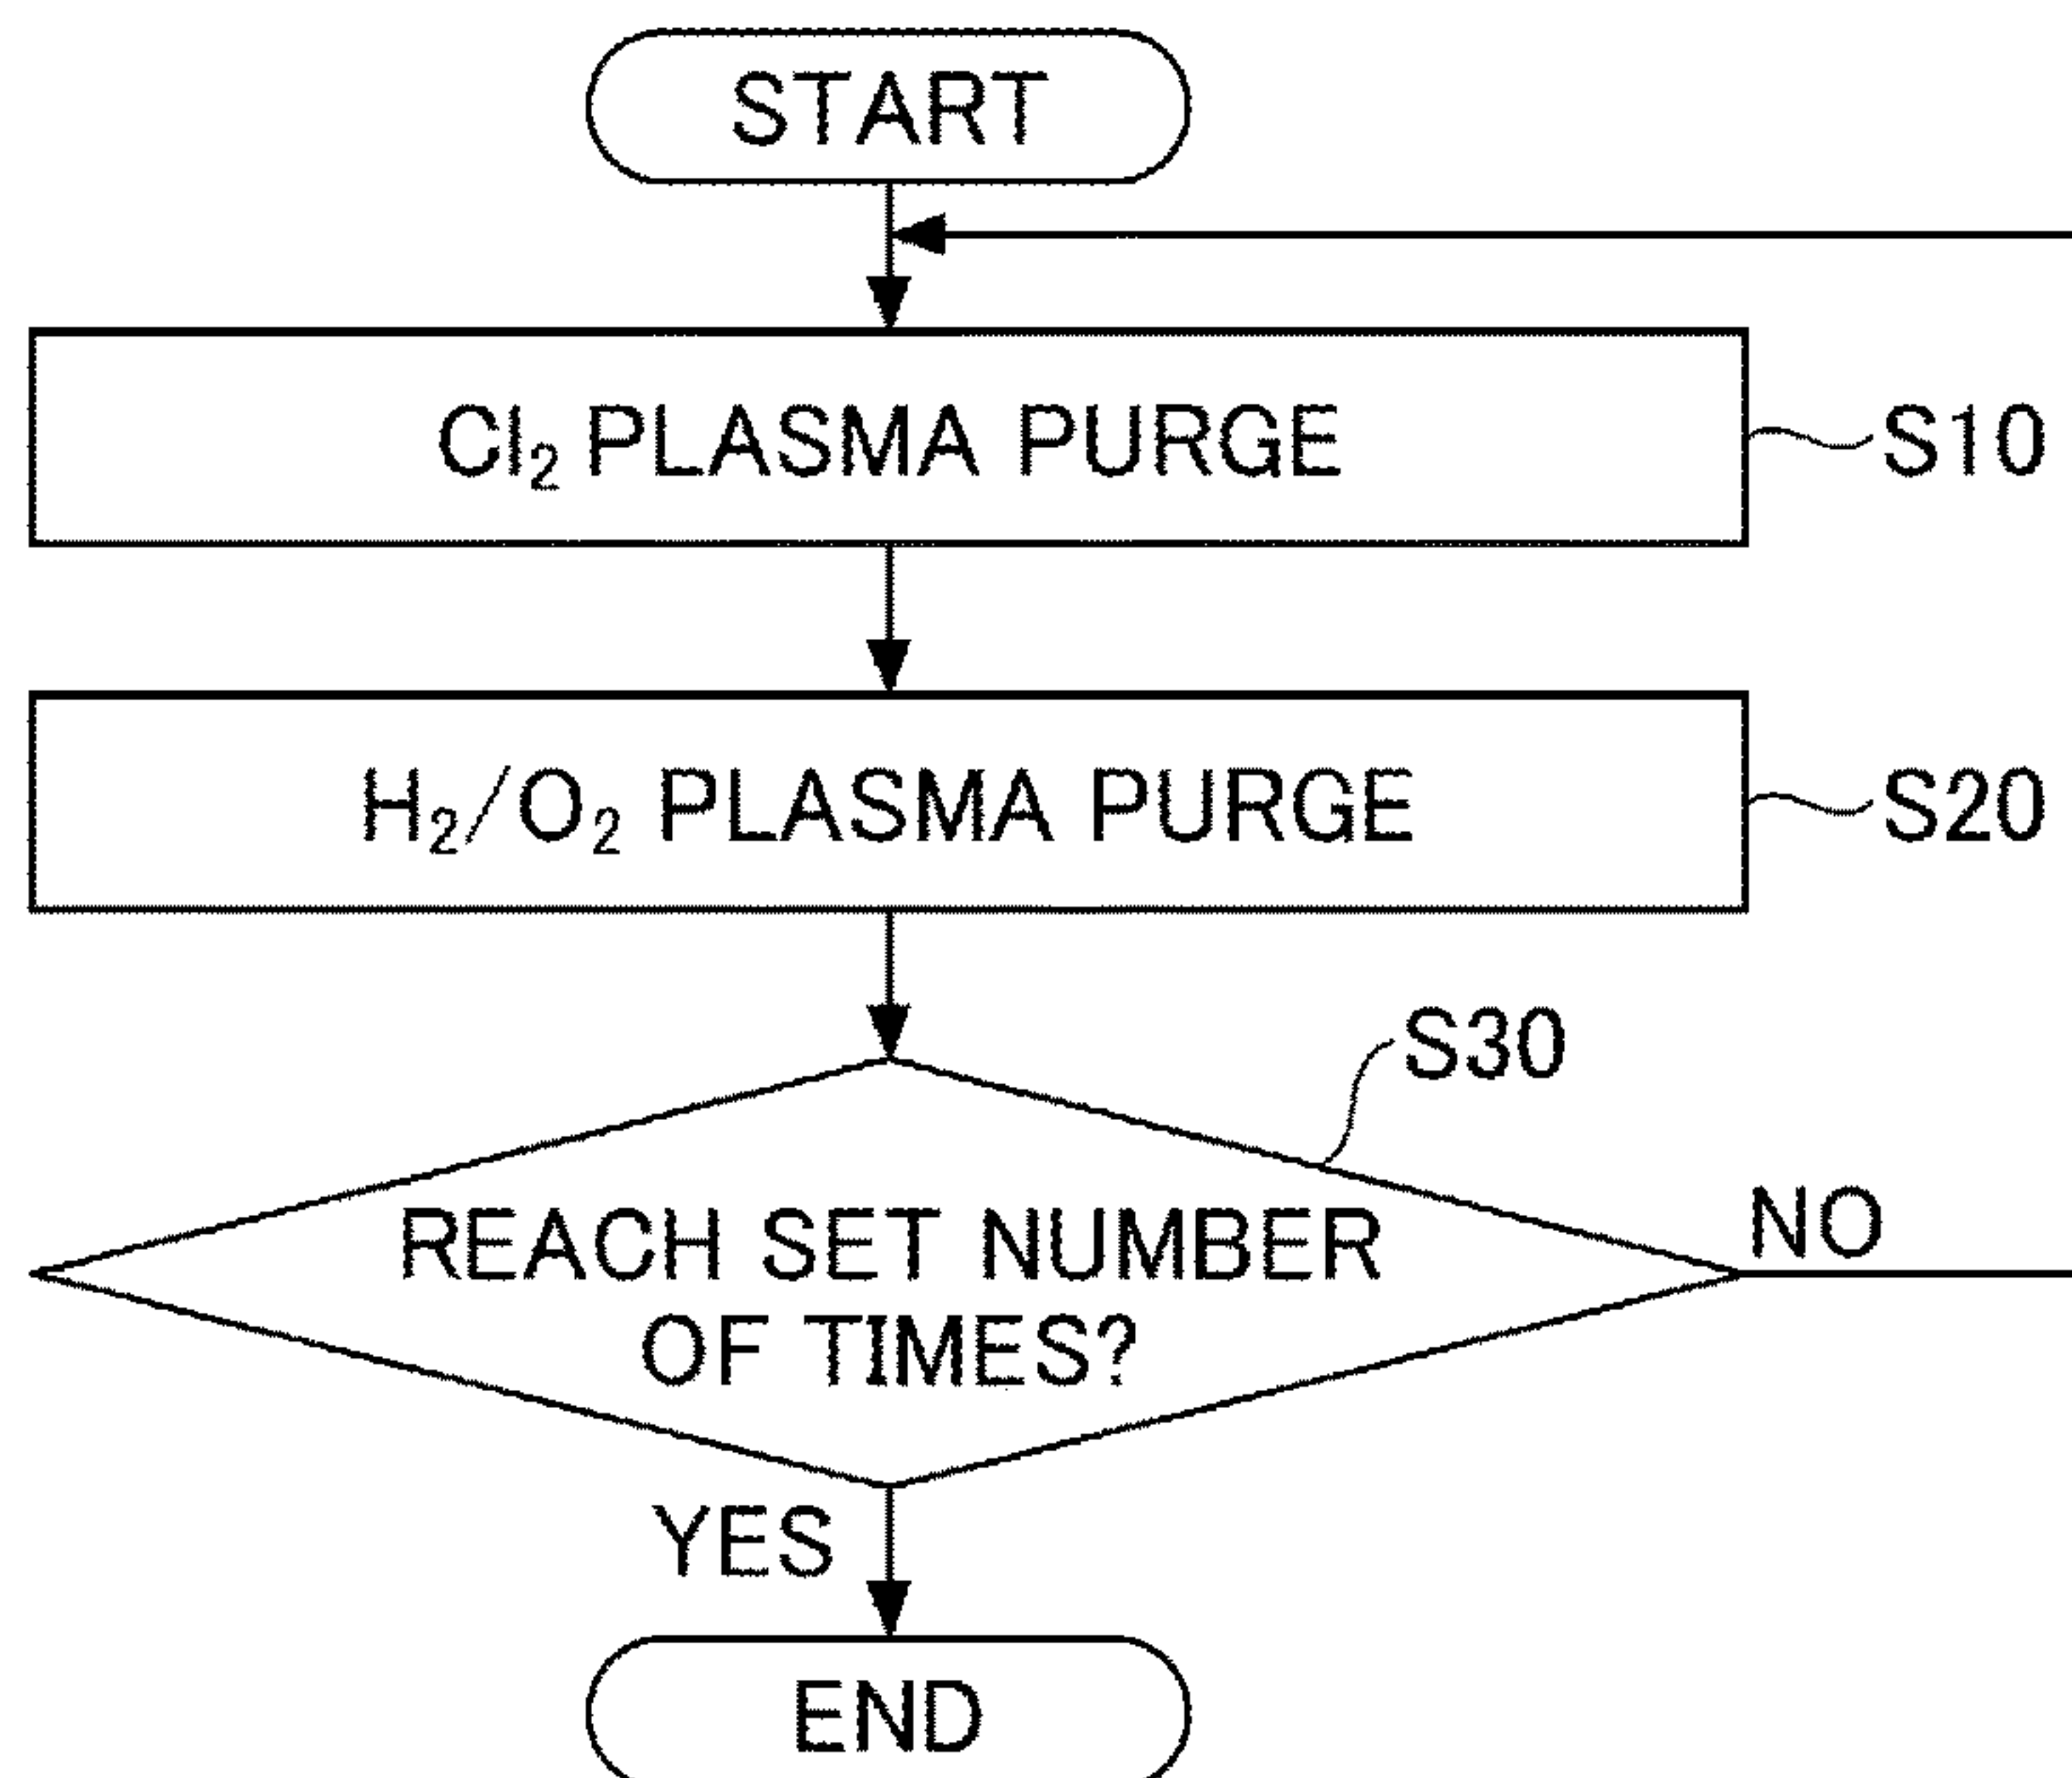 START
Cl₂ PLASMA PURGE
S10
H₂/O₂ PLASMA PURGE
S20
S30
REACH SET NUMBER
OF TIMES?
NO
YES
END